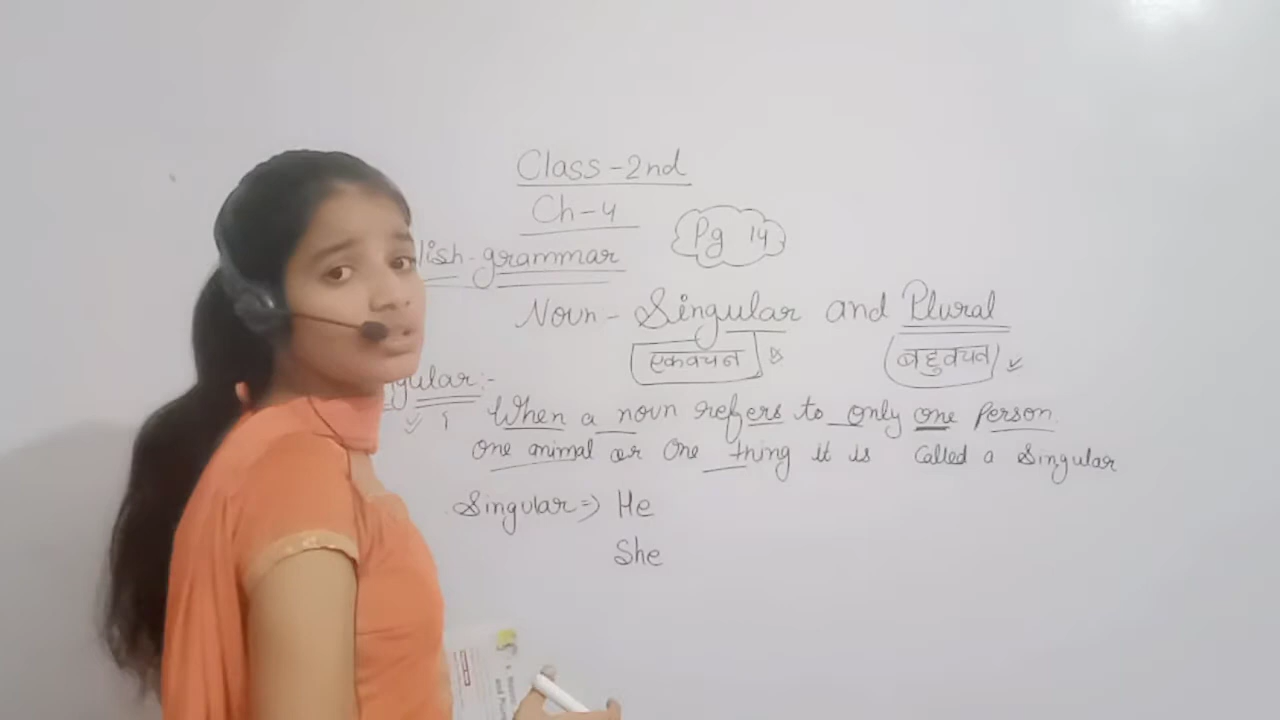 Class-2nd
Ch-4
lish-grammar
Pg 14
Noun - Singular and Plural
एकवचन बहुवचन
gular:-
When a noun refers to only one person
One animal or one thing it is called a Singular
Singular => He
She